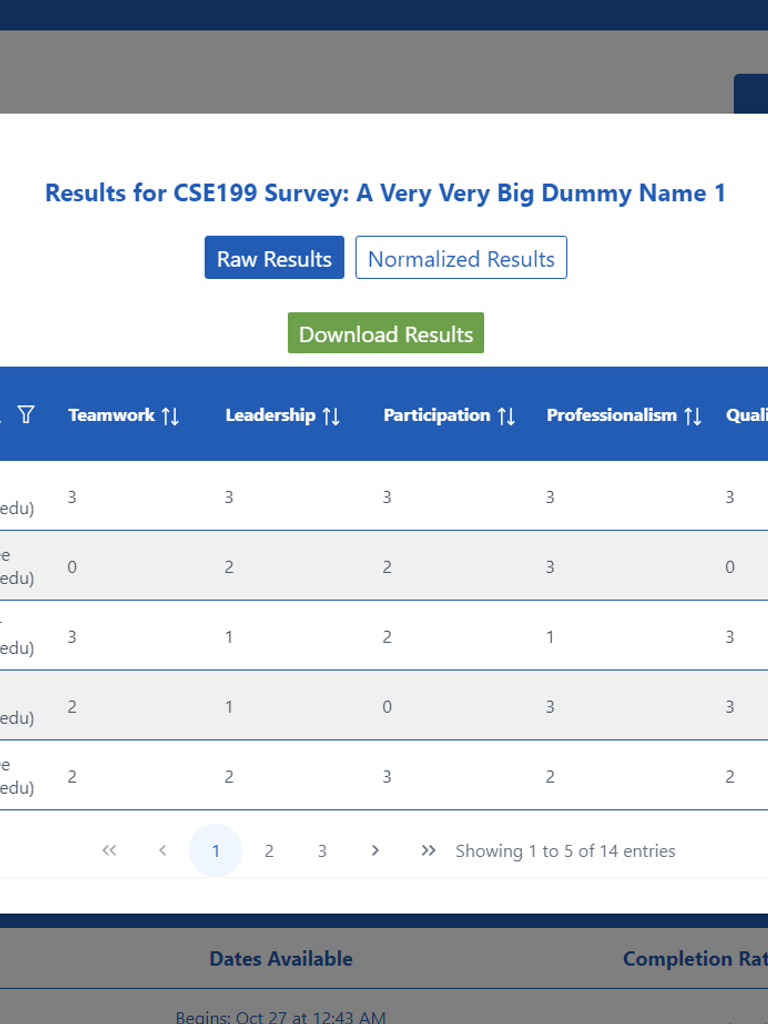 Results for CSE199 Survey: A Very Very Big Dummy Name 1
Raw Results Normalized Results
Download Results
Teamwork Leadership Participation Professionalism Quali
3 3 3 3 3
edu)
ee
0 2 2 3 0
edu)
3 1 2 1 3
edu)
2 1 0 3 3
edu)
ee
2 2 3 2 2
edu)
1 2 3 Showing 1 to 5 of 14 entries
Dates Available Completion Rat
Begins: Oct 27 at 12:43 AM